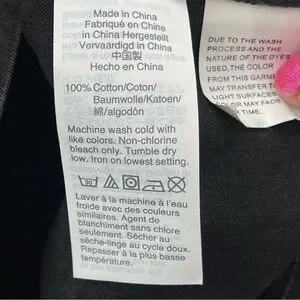 Made in China
Fabriqué en Chine
in China Hergestellt
Vervaardigd in China
中国製
Hecho en China
100% Cotton/Coton/
Baumwolle/Katoen/
綿/algodón
Machine wash cold with
like colors. Non-chlorine
bleach only. Tumble dry
low. Iron on lowest setting.
Laver à la machine à l'eau
froide avec des couleurs
similaires. Agent de
blanchiment sans chlore
seulement. Sécher au
sèche-linge au cycle doux.
Repasser à la plus basse
température.
DUE TO THE WASH
PROCESS AND THE
NATURE OF THE DYES
USED, THE COLOR
FROM THIS GARME
MAY TRANSFER TO
LIGHT SURFACES
COLOR MAY